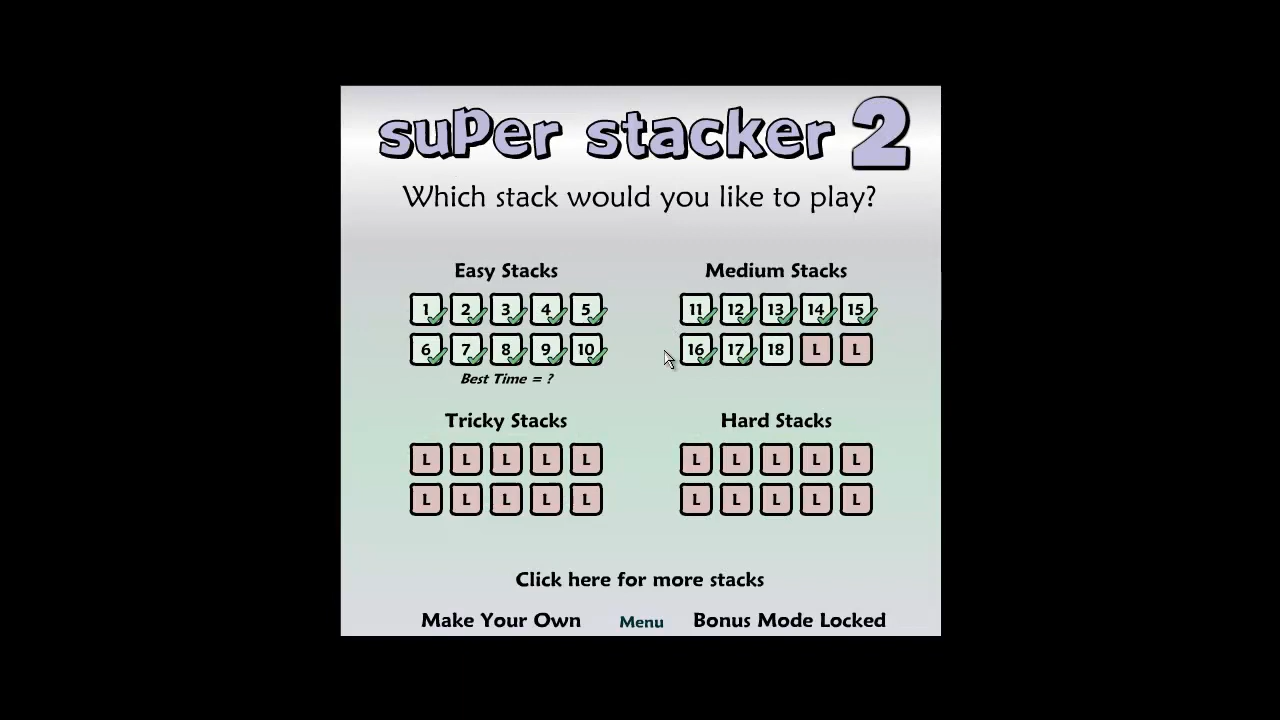 super stacker 2
Which stack would you like to play?
Easy Stacks
1 2 3 4 5
6 7 8 9 10
Best Time = ?
Medium Stacks
11 12 13 14 15
16 17 18 L L
Tricky Stacks
L L L L L
L L L L L
Hard Stacks
L L L L L
L L L L L
Click here for more stacks
Make Your Own
Menu
Bonus Mode Locked